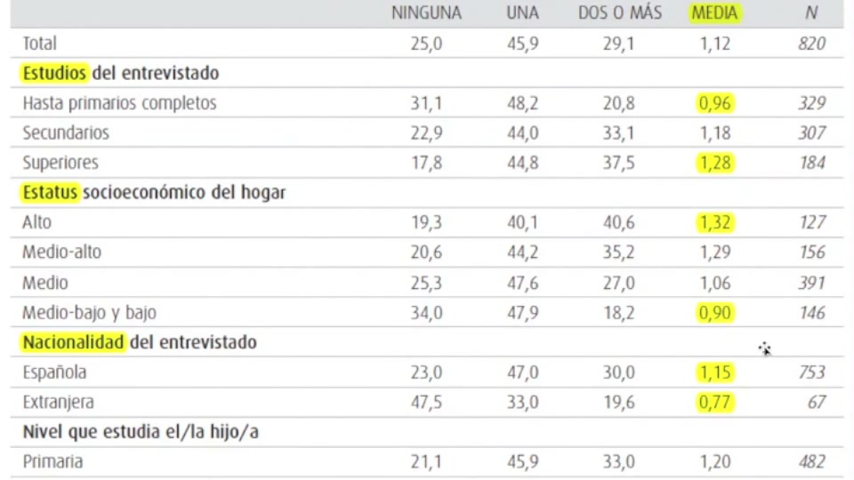 NINGUNA UNA DOS O MÁS MEDIA N
Total 25,0 45,9 29,1 1,12 820
Estudios del entrevistado
Hasta primarios completos 31,1 48,2 20,8 0,96 329
Secundarios 22,9 44,0 33,1 1,18 307
Superiores 17,8 44,8 37,5 1,28 184
Estatus socioeconómico del hogar
Alto 19,3 40,1 40,6 1,32 127
Medio-alto 20,6 44,2 35,2 1,29 156
Medio 25,3 47,6 27,0 1,06 391
Medio-bajo y bajo 34,0 47,9 18,2 0,90 146
Nacionalidad del entrevistado
Española 23,0 47,0 30,0 1,15 753
Extranjera 47,5 33,0 19,6 0,77 67
Nivel que estudia el/la hijo/a
Primaria 21,1 45,9 33,0 1,20 482